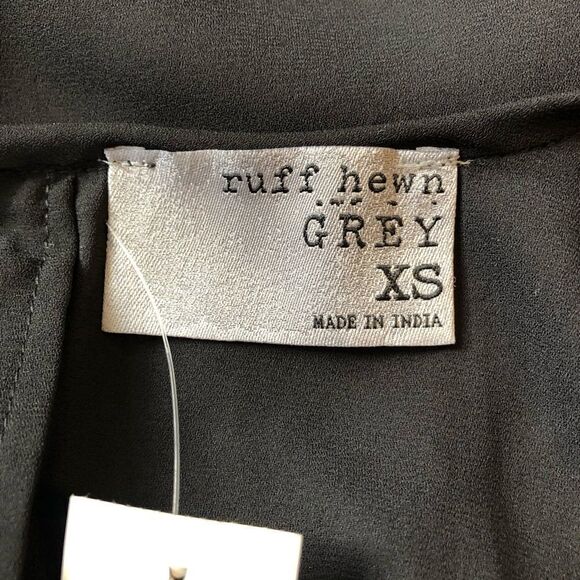 ruff hewn
GREY
XS
MADE IN INDIA